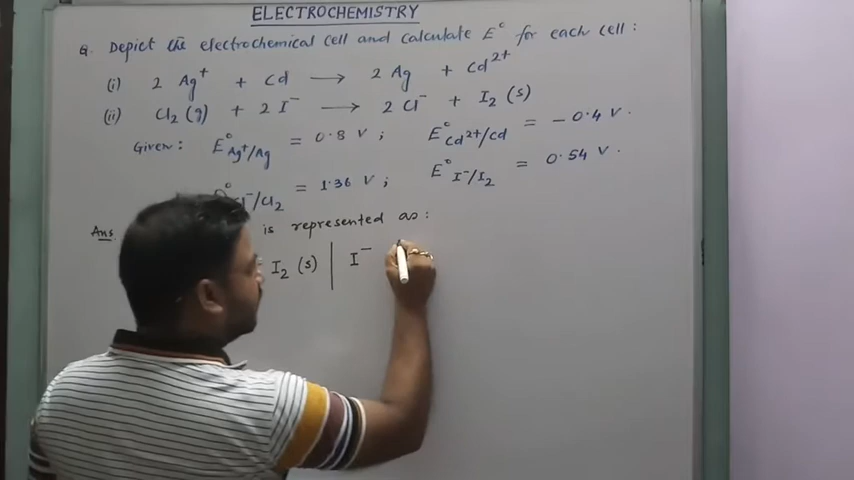 ELECTROCHEMISTRY
Q. Depict the electrochemical cell and calculate E° for each cell :
(i) 2 Ag⁺ + Cd ⟶ 2 Ag + Cd²⁺
(ii) Cl₂ (g) + 2 I⁻ ⟶ 2 Cl⁻ + I₂ (s)
Given : E°Ag⁺/Ag = 0.8 V ; E°Cd²⁺/Cd = - 0.4 V .
/Cl₂ = 1.36 V ; E°I⁻/I₂ = 0.54 V .
Ans. is represented as :
I₂ (s) | I⁻